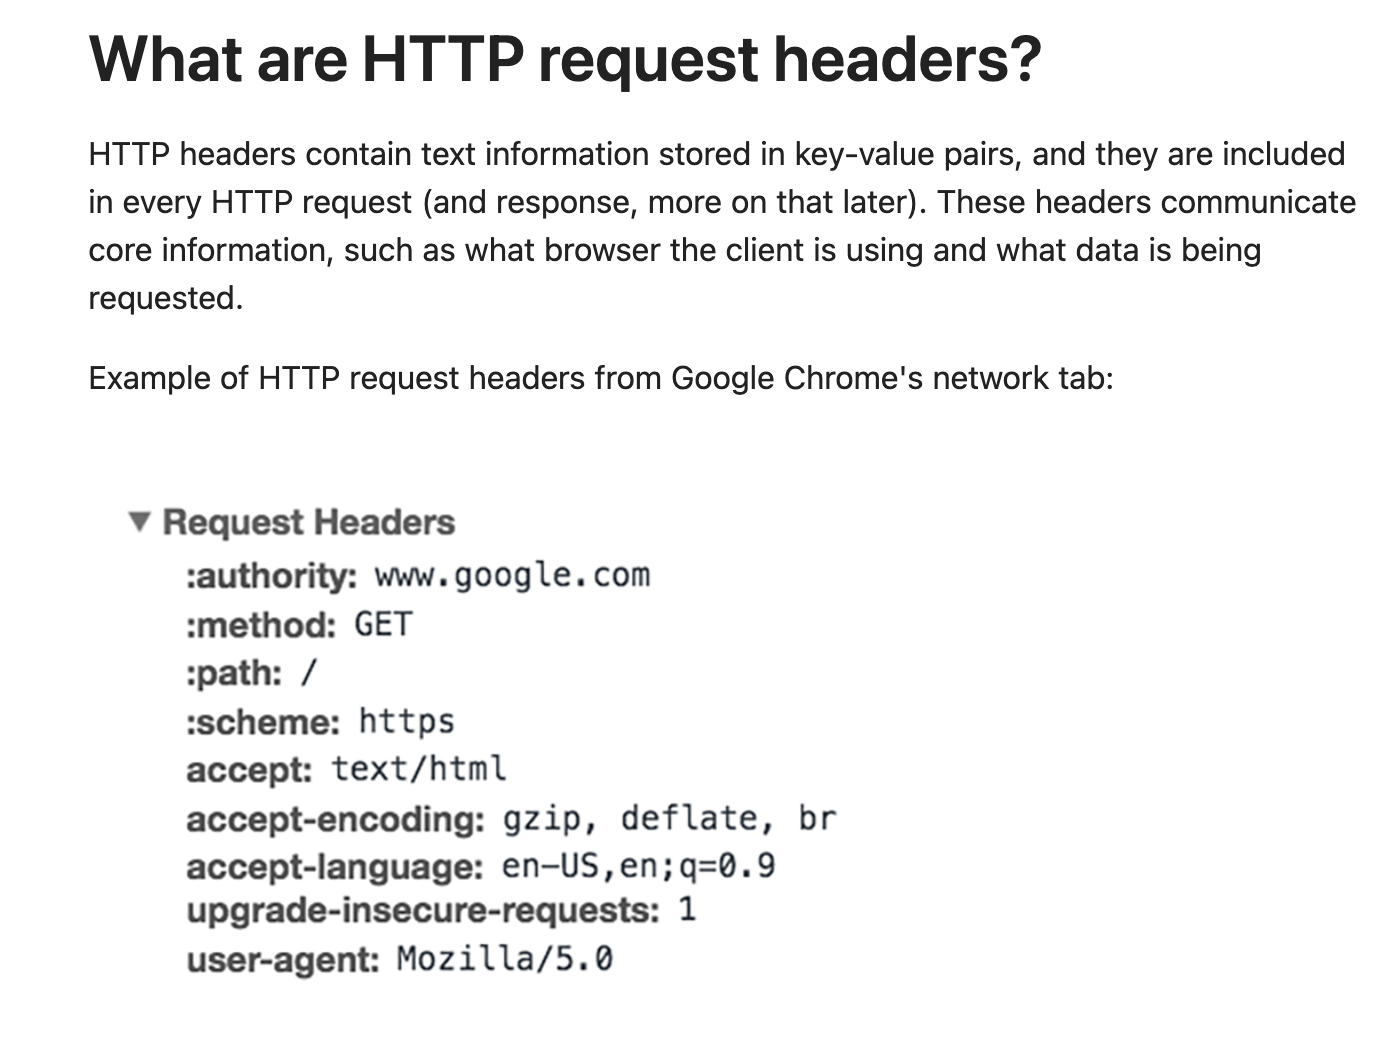 What are HTTP request headers?
HTTP headers contain text information stored in key-value pairs, and they are included
in every HTTP request (and response, more on that later). These headers communicate
core information, such as what browser the client is using and what data is being
requested.
Example of HTTP request headers from Google Chrome's network tab:
▼ Request Headers
:authority: www.google.com
:method: GET
:path: /
:scheme: https
accept: text/html
accept-encoding: gzip, deflate, br
accept-language: en-US,en;q=0.9
upgrade-insecure-requests: 1
user-agent: Mozilla/5.0